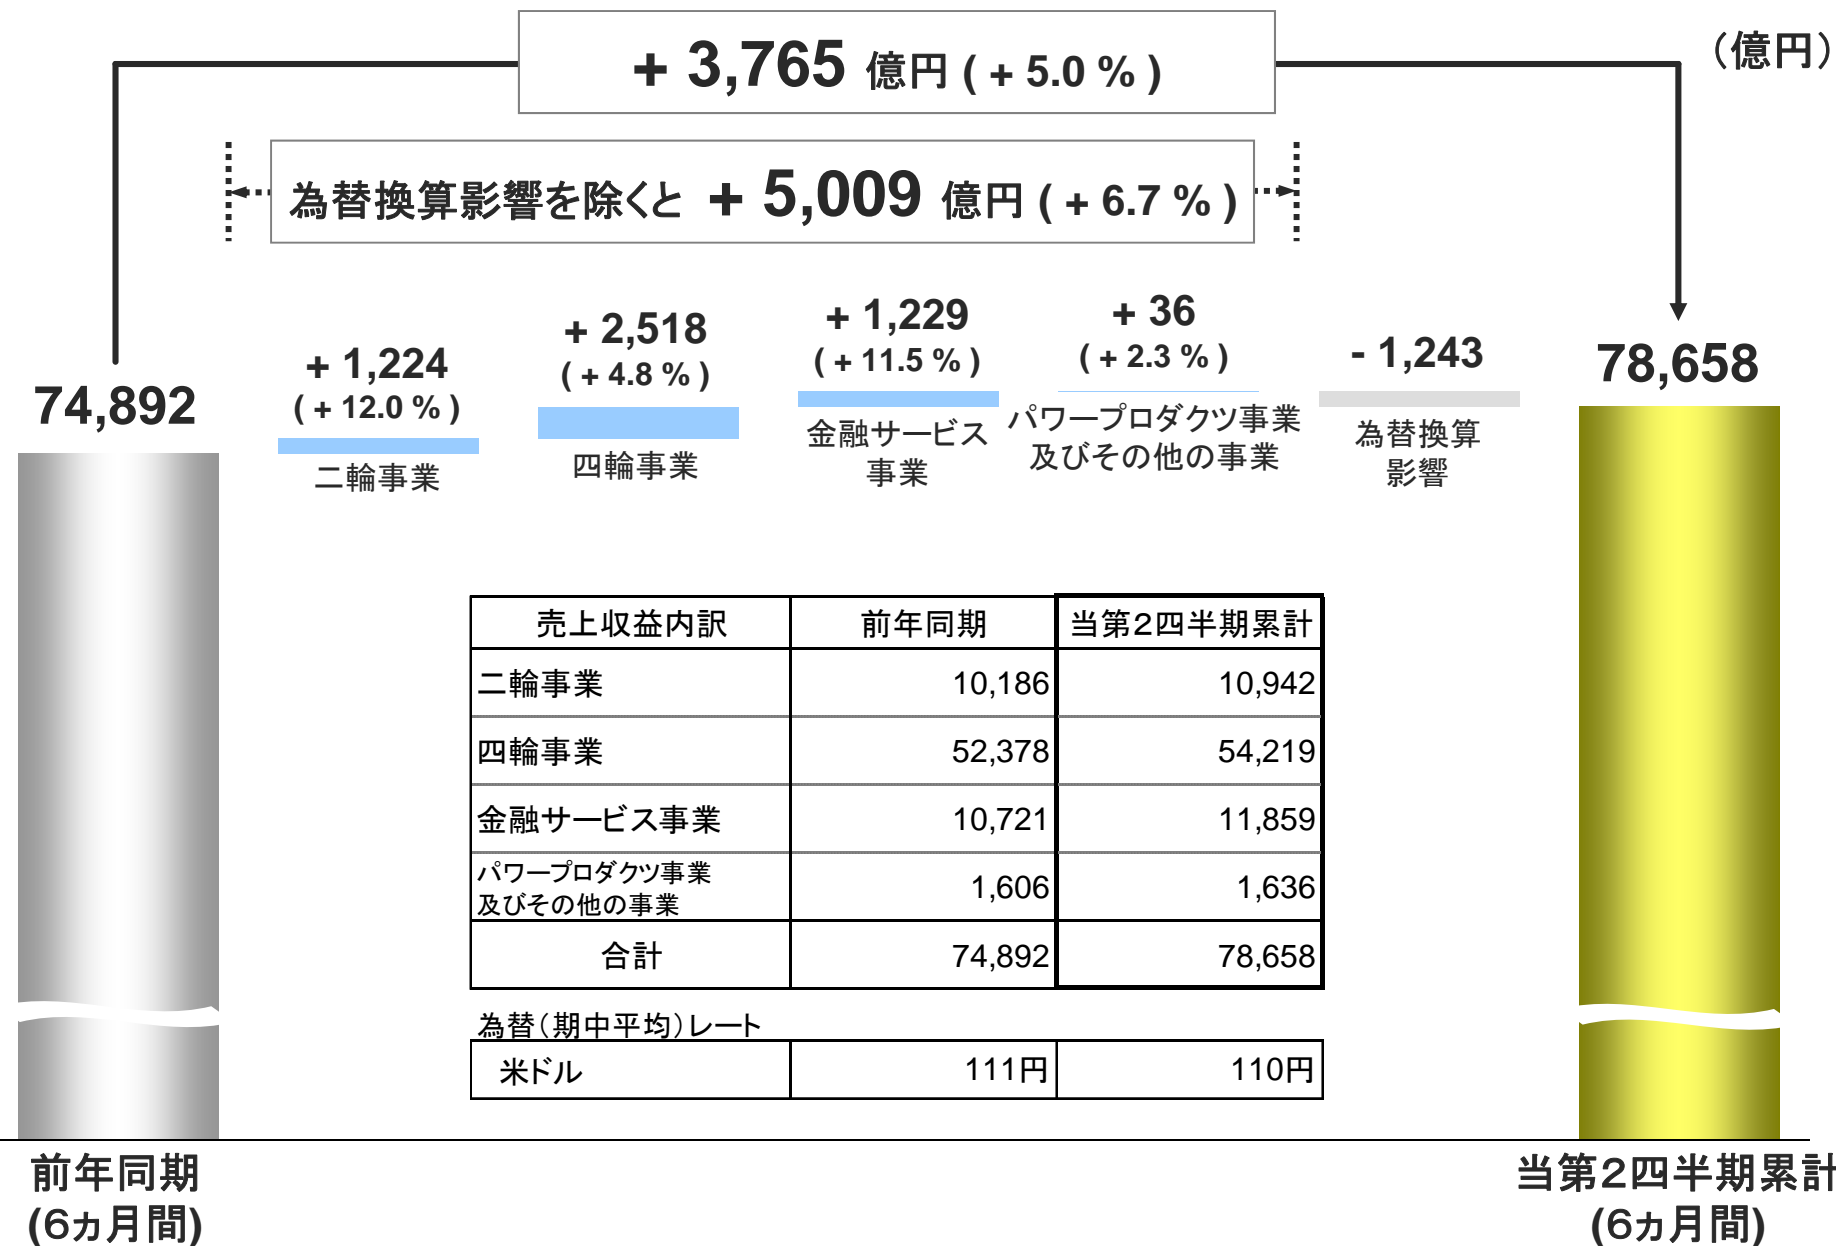 + 3,765 億円 ( + 5.0 % )
（億円）
為替換算影響を除くと + 5,009 億円 ( + 6.7 % )
74,892
+ 1,224
( + 12.0 % )
二輪事業
+ 2,518
( + 4.8 % )
四輪事業
+ 1,229
( + 11.5 % )
金融サービス
事業
+ 36
( + 2.3 % )
パワープロダクツ事業
及びその他の事業
- 1,243
為替換算
影響
78,658
売上収益内訳 前年同期 当第２四半期累計
二輪事業 10,186 10,942
四輪事業 52,378 54,219
金融サービス事業 10,721 11,859
パワープロダクツ事業
及びその他の事業 1,606 1,636
合計 74,892 78,658
為替（期中平均）レート
米ドル 111円 110円
前年同期
(６ヵ月間)
当第２四半期累計
(６ヵ月間)